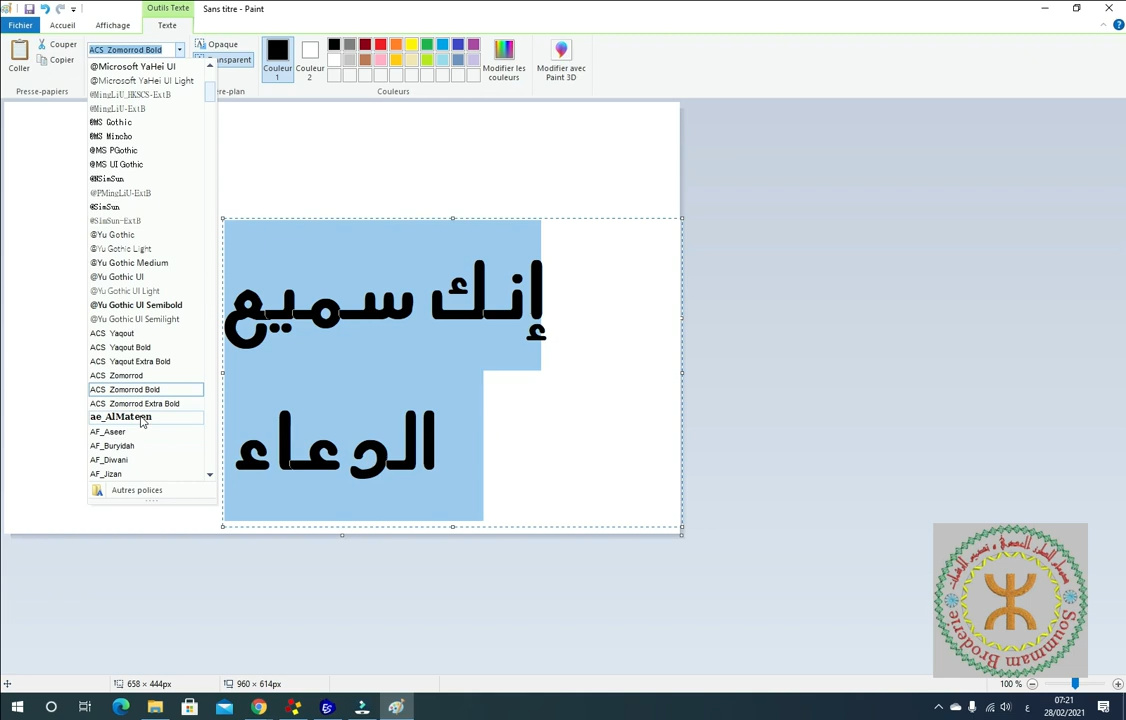 Outils Texte
Sans titre - Paint
Fichier
Accueil
Affichage
Texte
Coller
Couper
Copier
Presse-papiers
ACS Zomorrod Bold
Opaque
Couleur 1
Couleur 2
Modifier les couleurs
Modifier avec Paint 3D
Couleurs
@Microsoft YaHei UI
@Microsoft YaHei UI Light
@MingLiU_HKSCS-ExtB
@MingLiU-ExtB
@MS Gothic
@MS Mincho
@MS PGothic
@MS UI Gothic
@NSimSun
@PMingLiU-ExtB
@SimSun
@SimSun-ExtB
@Yu Gothic
@Yu Gothic Light
@Yu Gothic Medium
@Yu Gothic UI
@Yu Gothic UI Light
@Yu Gothic UI Semibold
@Yu Gothic UI Semilight
ACS Yaqout
ACS Yaqout Bold
ACS Yaqout Extra Bold
ACS Zomorrod
ACS Zomorrod Bold
ACS Zomorrod Extra Bold
ae_AlMateen
AF_Aseer
AF_Buryidah
AF_Diwani
AF_Jizan
Autres polices
إنك سميع
الدعاء
Soummam Broderie
658 × 444px
960 × 614px
100 %
07:21
28/02/2021
ع